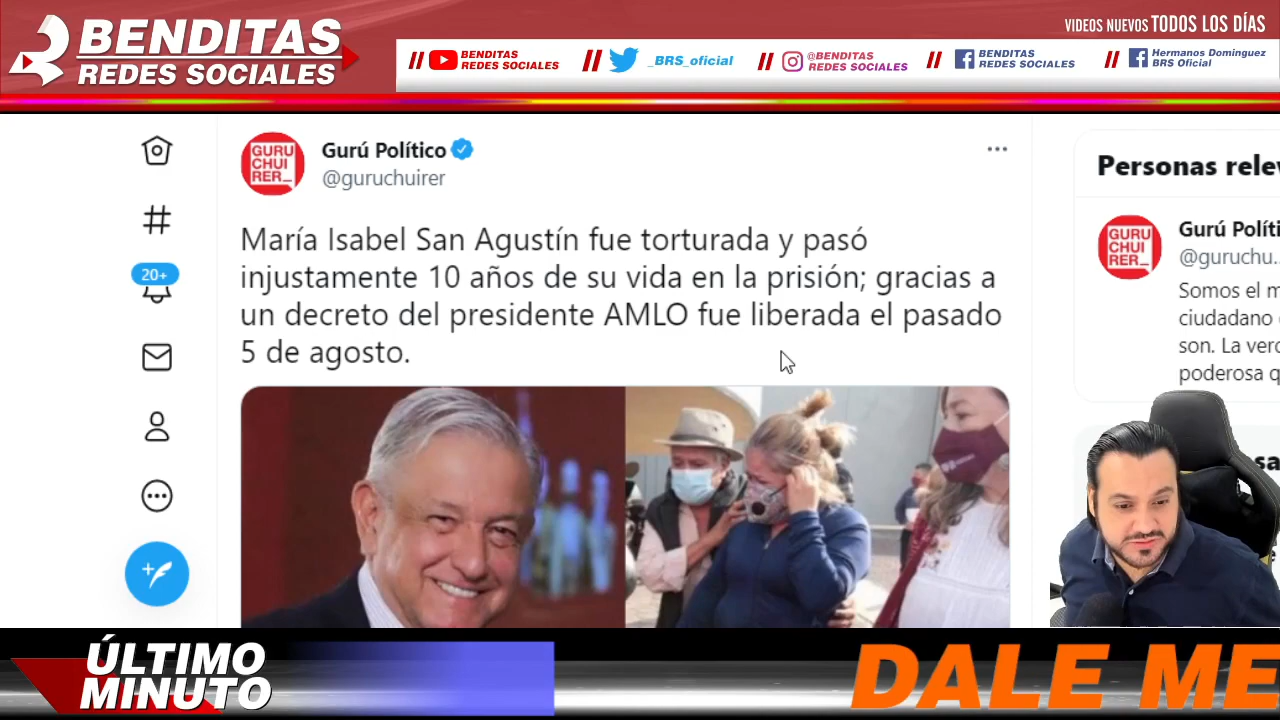 BENDITAS
REDES SOCIALES
VIDEOS NUEVOS TODOS LOS DÍAS
// BENDITAS REDES SOCIALES
// _BRS_oficial
// @BENDITAS REDES SOCIALES
// BENDITAS REDES SOCIALES
// Hermanos Dominguez BRS Oficial
20+
GURU
CHUI
RER_
Gurú Político
@guruchuirer
María Isabel San Agustín fue torturada y pasó
injustamente 10 años de su vida en la prisión; gracias a
un decreto del presidente AMLO fue liberada el pasado
5 de agosto.
Personas rele
GURU
CHUI
RER_
Gurú Políti
@guruchu...
Somos el m
ciudadano
son. La verd
poderosa q
sa
ÚLTIMO
MINUTO
DALE ME